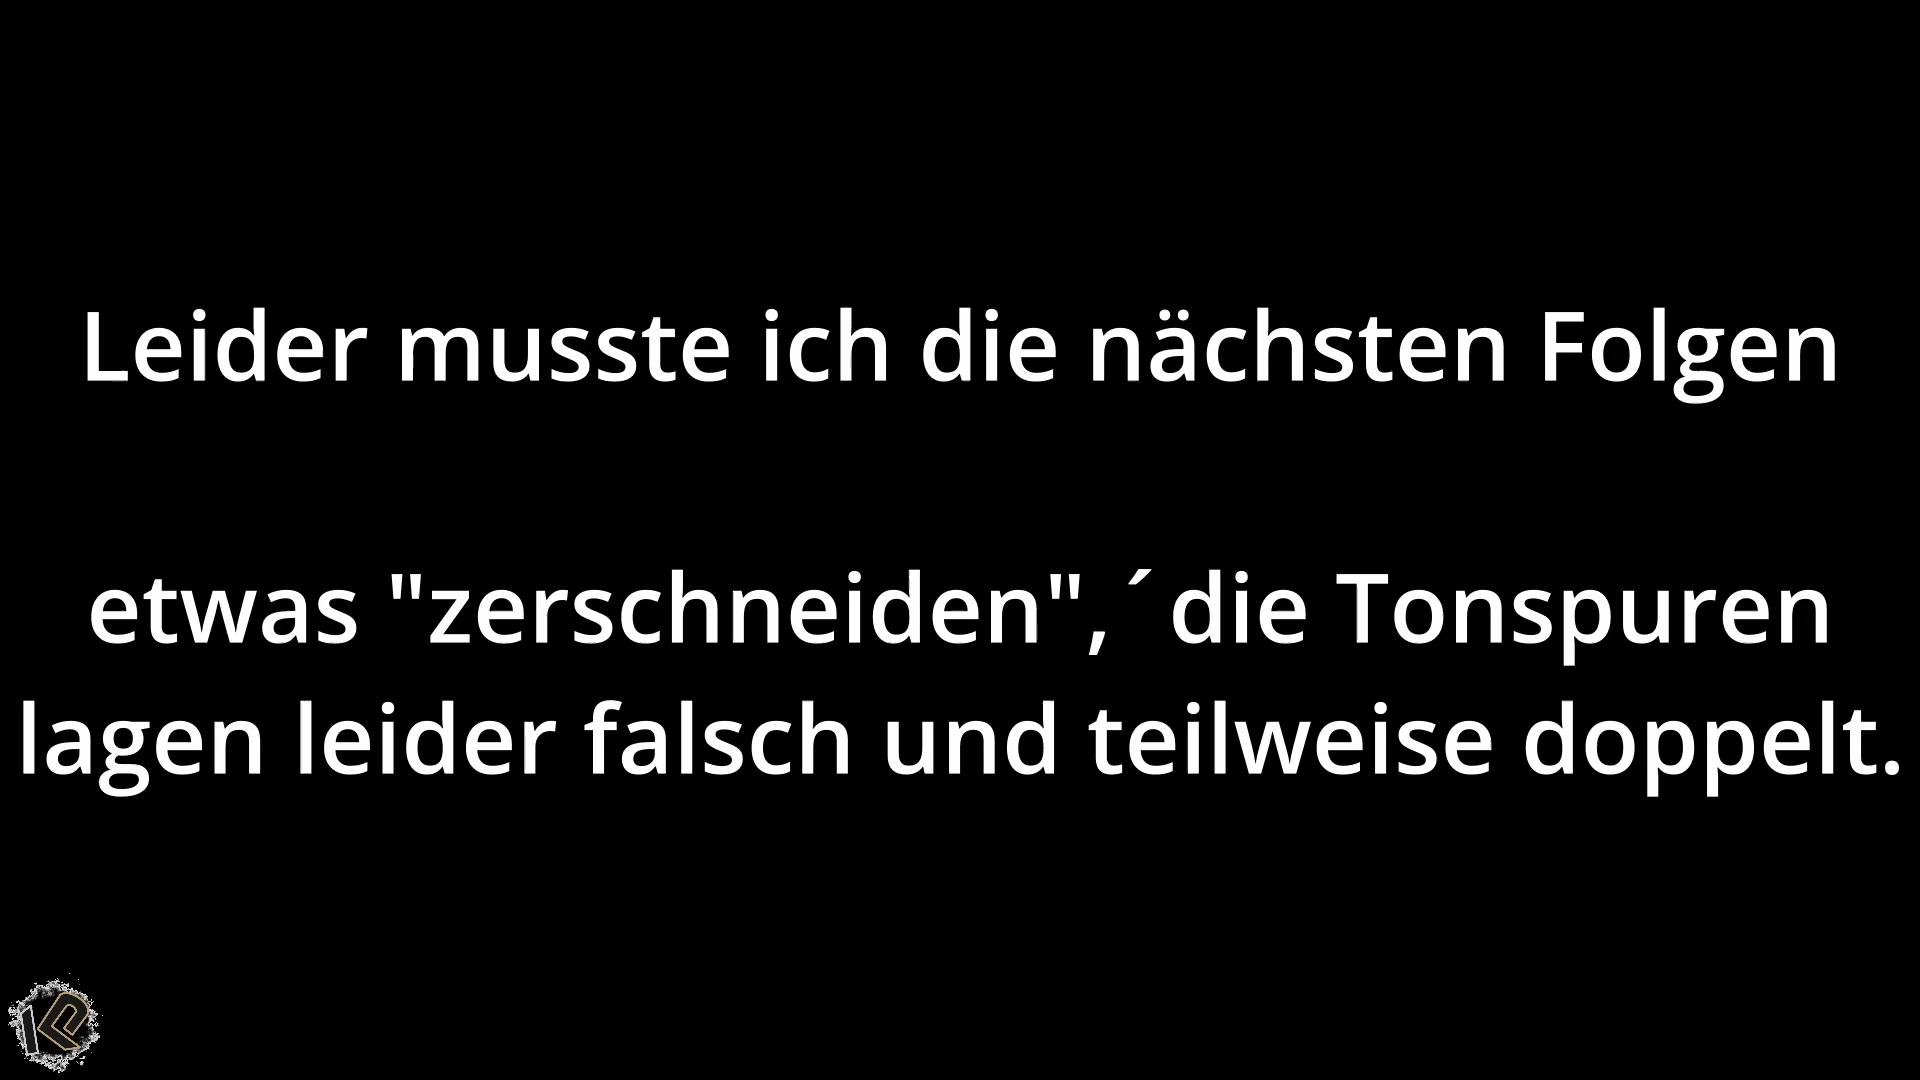 Leider musste ich die nächsten Folgen
etwas "zerschneiden",´ die Tonspuren
lagen leider falsch und teilweise doppelt.